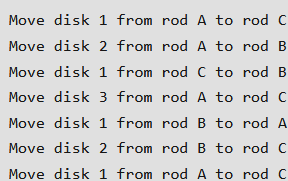 Move disk 1 from rod A to rod C
Move disk 2 from rod A to rod B
Move disk 1 from rod C to rod B
Move disk 3 from rod A to rod C
Move disk 1 from rod B to rod A
Move disk 2 from rod B to rod C
Move disk 1 from rod A to rod C